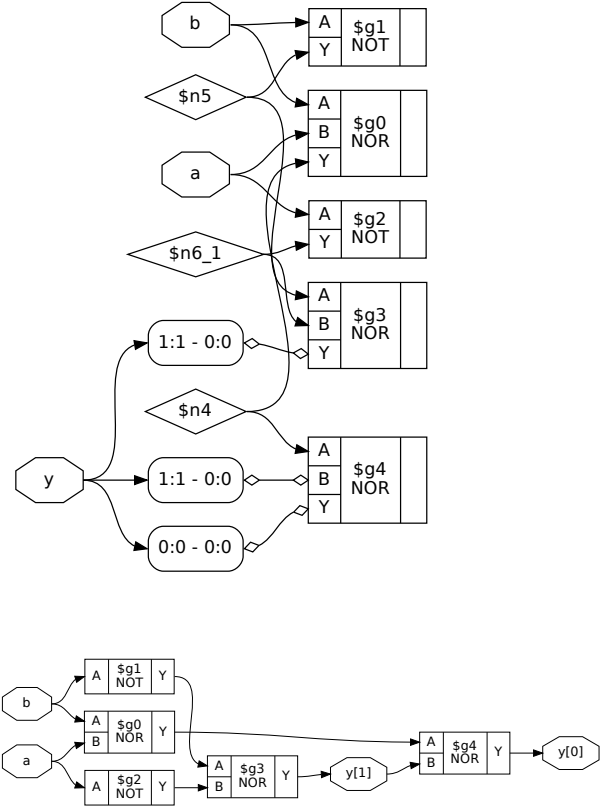 b
A
$g1
NOT
Y
$n5
A
B
$g0
NOR
Y
a
A
$g2
NOT
Y
$n6_1
A
B
$g3
NOR
Y
1:1 - 0:0
$n4
A
B
$g4
NOR
Y
y
1:1 - 0:0
0:0 - 0:0
A
$g1
NOT
Y
b
A
B
$g0
NOR
Y
a
A
$g2
NOT
Y
A
B
$g3
NOR
Y
y[1]
A
B
$g4
NOR
Y
y[0]